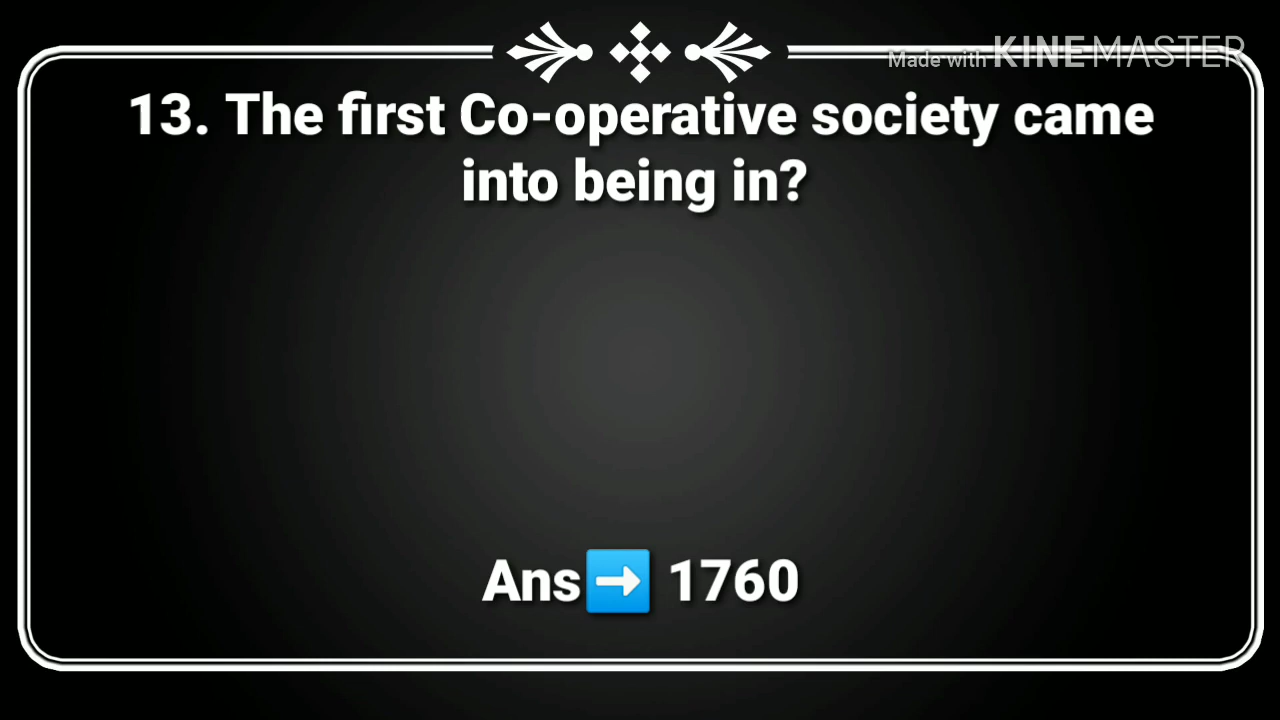 Made with KINEMASTER
13. The first Co-operative society came
into being in?
Ans➡ 1760